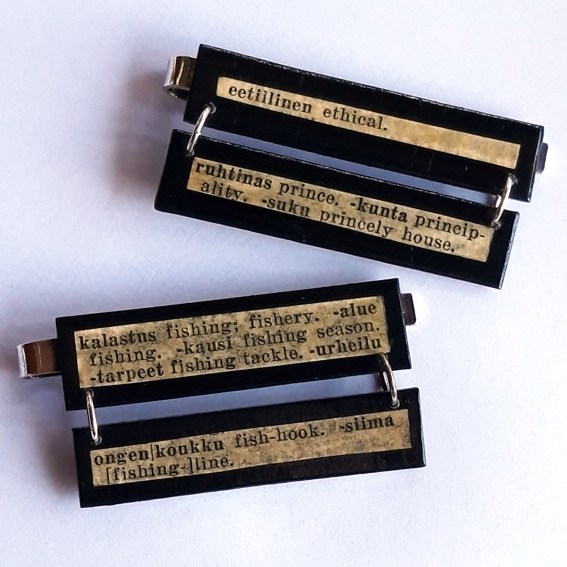 eetillinen ethical.
ruhtinas prince. -kunta princip-
ality. -suku princely house.
kalastus fishing; fishery. -alue
fishing. -kausi fishing season.
-tarpeet fishing tackle. -urheilu
ongen|koukku fish-hook. -siima
[fishing-]line.